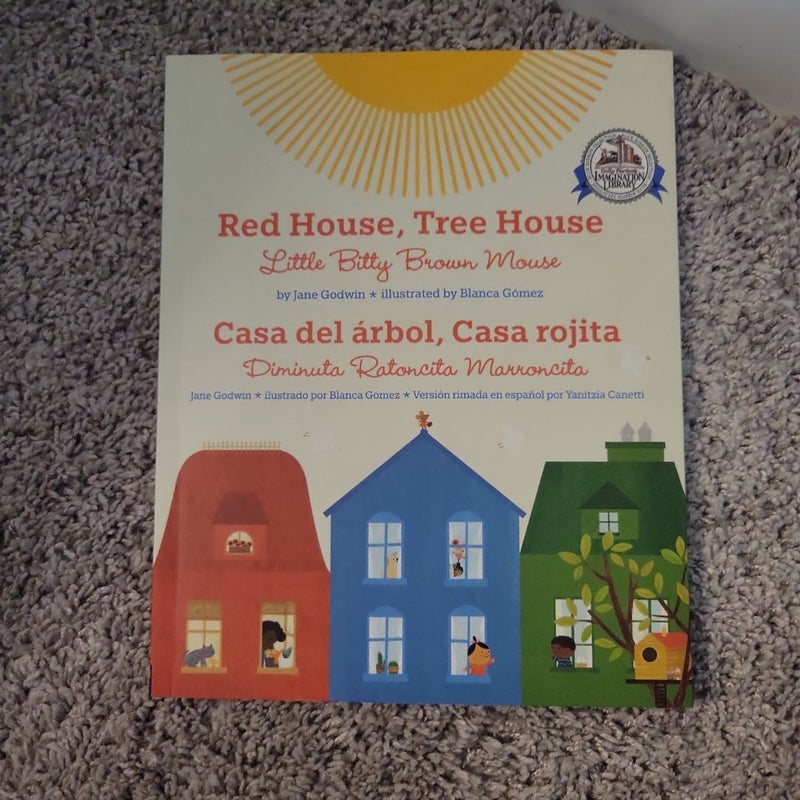 Red House, Tree House
Little Bitty Brown Mouse
by Jane Godwin ★ illustrated by Blanca Gómez
Casa del árbol, Casa rojita
Diminuta Ratoncita Marroncita
Jane Godwin ★ ilustrado por Blanca Gómez ★ Versión rimada en español por Yanitzia Canetti
IMAGINATION
LIBRARY